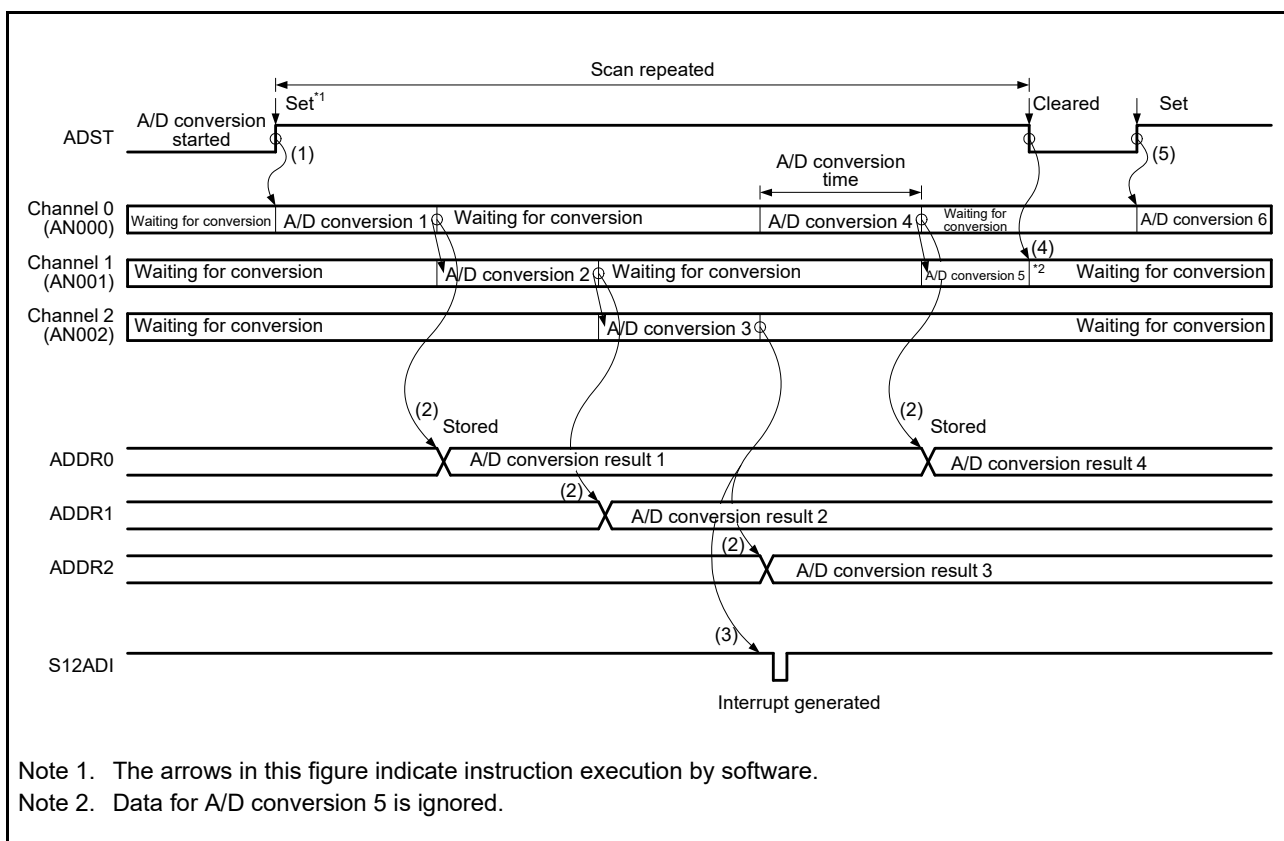 Scan repeated
Set*1
Cleared
Set
ADST
A/D conversion
started
(1)
(5)
A/D conversion
time
Channel 0
(AN000)
Waiting for conversion
A/D conversion 1
Waiting for conversion
A/D conversion 4
Waiting for
conversion
A/D conversion 6
(4)
Channel 1
(AN001)
Waiting for conversion
A/D conversion 2
Waiting for conversion
A/D conversion 5
*2
Waiting for conversion
Channel 2
(AN002)
Waiting for conversion
A/D conversion 3
Waiting for conversion
(2)
Stored
(2)
Stored
ADDR0
A/D conversion result 1
A/D conversion result 4
ADDR1
(2)
A/D conversion result 2
ADDR2
(2)
A/D conversion result 3
S12ADI
(3)
Interrupt generated
Note 1. The arrows in this figure indicate instruction execution by software.
Note 2. Data for A/D conversion 5 is ignored.